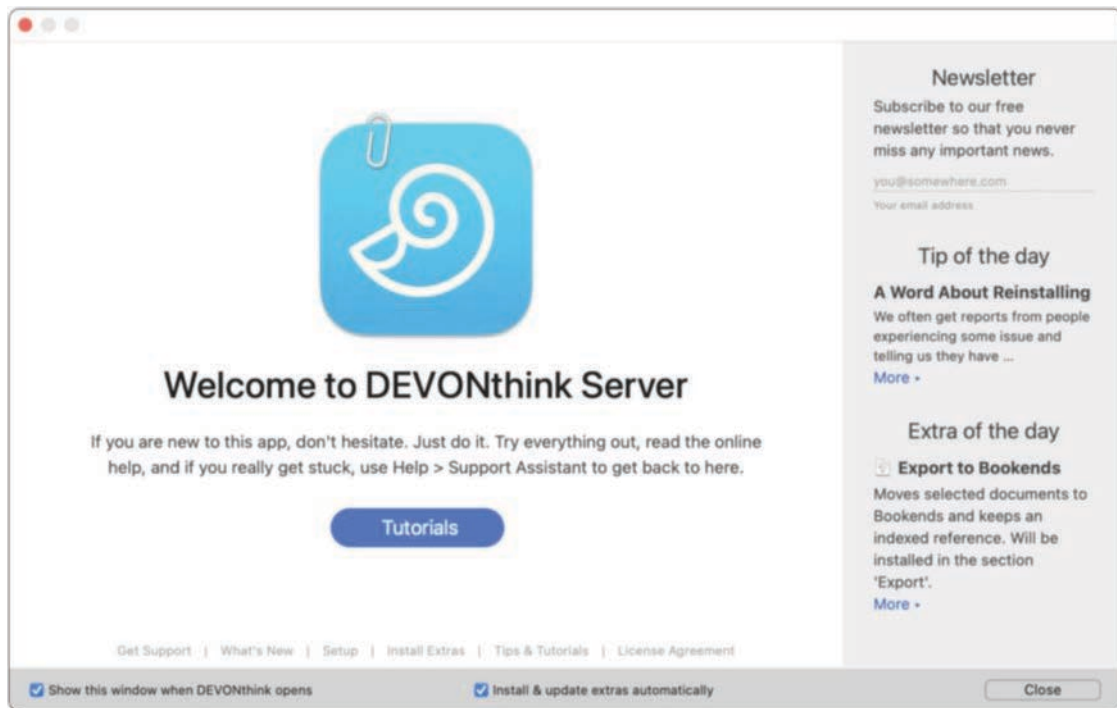 Welcome to DEVONthink Server
If you are new to this app, don't hesitate. Just do it. Try everything out, read the online
help, and if you really get stuck, use Help > Support Assistant to get back to here.
Tutorials
Get Support | What's New | Setup | Install Extras | Tips & Tutorials | License Agreement
Newsletter
Subscribe to our free
newsletter so that you never
miss any important news.
you@somewhere.com
Your email address
Tip of the day
A Word About Reinstalling
We often get reports from people
experiencing some issue and
telling us they have ...
More ▸
Extra of the day
Export to Bookends
Moves selected documents to
Bookends and keeps an
indexed reference. Will be
installed in the section
'Export'.
More ▸
Show this window when DEVONthink opens
Install & update extras automatically
Close